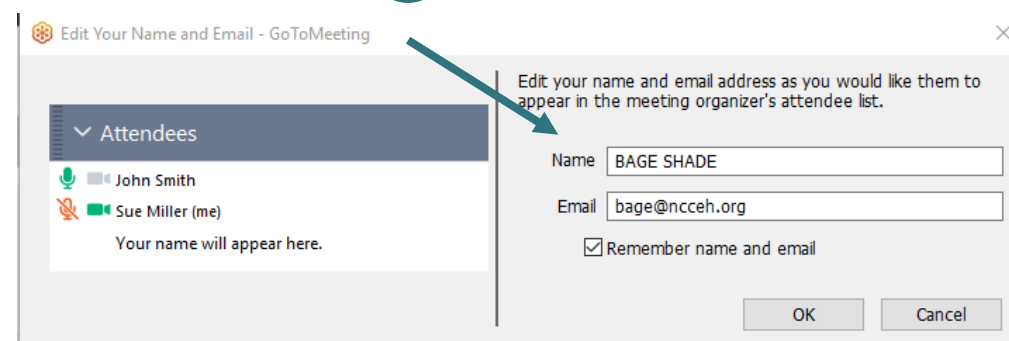 Edit Your Name and Email - GoToMeeting
Attendees
John Smith
Sue Miller (me)
Your name will appear here.
Edit your name and email address as you would like them to
appear in the meeting organizer's attendee list.
Name BAGE SHADE
Email bage@ncceh.org
Remember name and email
OK Cancel